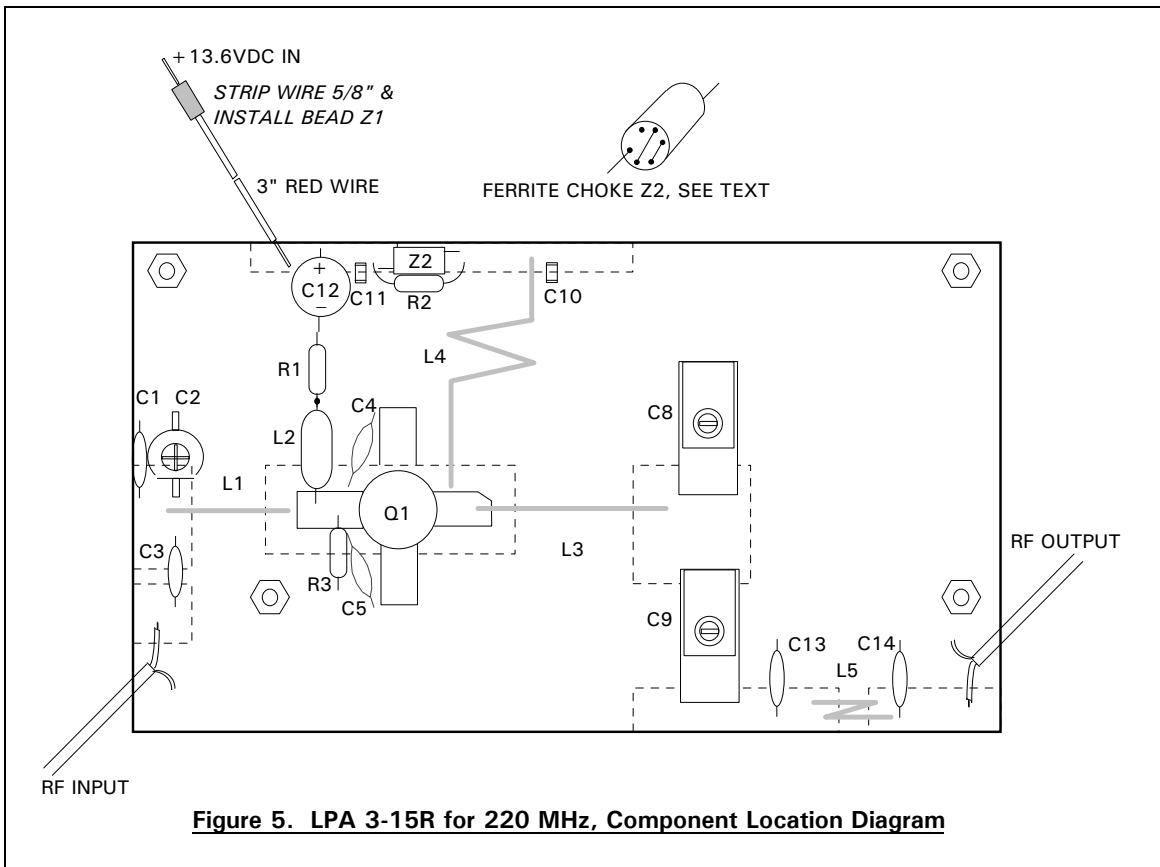 +13.6VDC IN
STRIP WIRE 5/8" &
INSTALL BEAD Z1
3" RED WIRE
FERRITE CHOKE Z2, SEE TEXT
+
C12
−
C11
Z2
R2
C10
R1
L4
C1
C2
C4
C8
L2
L1
Q1
L3
C3
R3
C5
RF OUTPUT
C9
C13
C14
L5
RF INPUT
Figure 5. LPA 3-15R for 220 MHz, Component Location Diagram